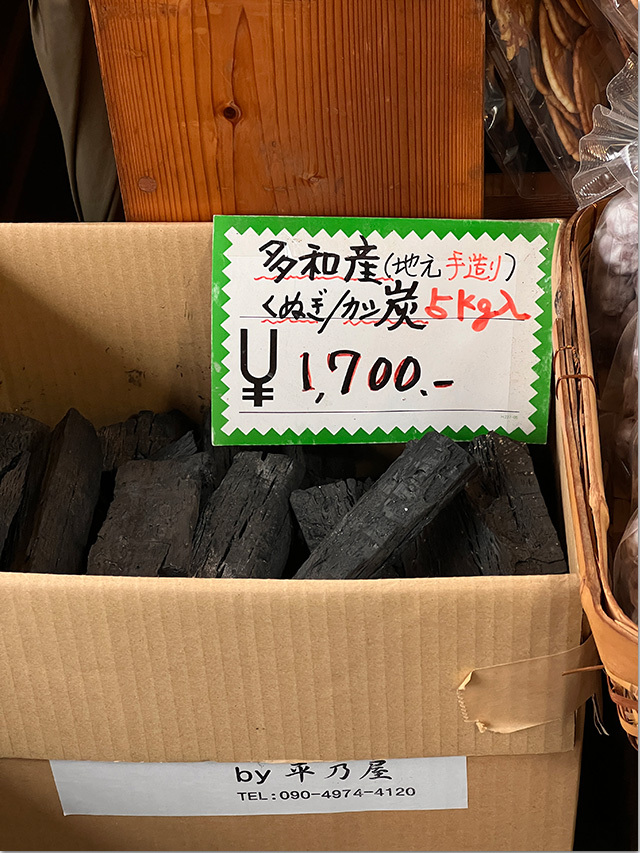 多和産(地元手造り)
くぬぎ/カシ炭5Kg入
¥ 1,700.-
by 平乃屋
TEL:090-4974-4120